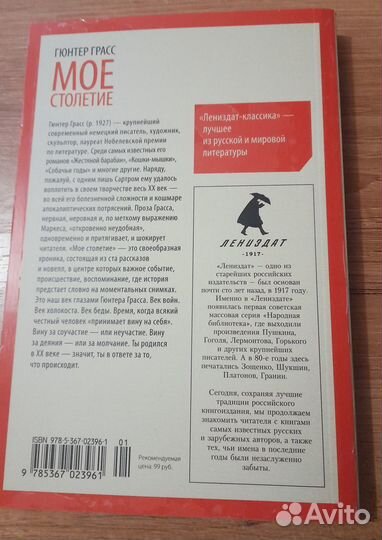 ГЮНТЕР ГРАСС
МОЕ
СТОЛЕТИЕ
Гюнтер Грасс (р. 1927) — крупнейший
современный немецкий писатель, художник,
скульптор, лауреат Нобелевской премии
по литературе. Среди самых известных его
романов «Жестяной барабан», «Кошки-мышки»,
«Собачьи годы» и многие другие. Наряду,
пожалуй, с одним лишь Сартром ему удалось
воплотить в своем творчестве весь XX век —
во всей его болезненной сложности и кошмаре
апокалиптических потрясений. Проза Грасса,
нервная, неровная и, по меткому выражению
Маркеса, «откровенно неудобная»,
одновременно и притягивает, и шокирует
читателя. «Мое столетие» — это своеобразная
хроника, состоящая из ста рассказов
и новелл, в центре которых важное событие,
происшествие, воспоминание, где история
предстает словно на моментальных снимках.
Это наш век глазами Гюнтера Грасса. Век войн.
Век холокоста. Век беды. Время, когда всякий
честный человек «принимает вину на себя».
Вину за соучастие — или неучастие. Вину
за деяния — или за молчание. Ты родился
в XX веке — значит, ты в ответе за то,
что происходило.
«Лениздат-классика» —
лучшее
из русской и мировой
литературы
ЛЕНИЗДАТ
-1917-
«Лениздат» — одно из
старейших российских
издательств — был основан
почти сто лет назад, в 1917 году.
Именно в «Лениздате»
появилась первая советская
массовая серия «Народная
библиотека», где выходили
произведения Пушкина,
Гоголя, Лермонтова, Горького
и других крупнейших
писателей. А в 80-е годы здесь
печатались Зощенко, Шукшин,
Платонов, Гранин.
Сегодня, сохраняя лучшие
традиции российского
книгоиздания, мы продолжаем
знакомить читателя с книгами
самых известных русских
и зарубежных авторов, а также
тех, чьи имена в последние
годы были незаслуженно
забыты.
ISBN 978-5-367-02396-1
01
9 785367 023961
Рекомендуемая
цена: 99 руб.
Avito